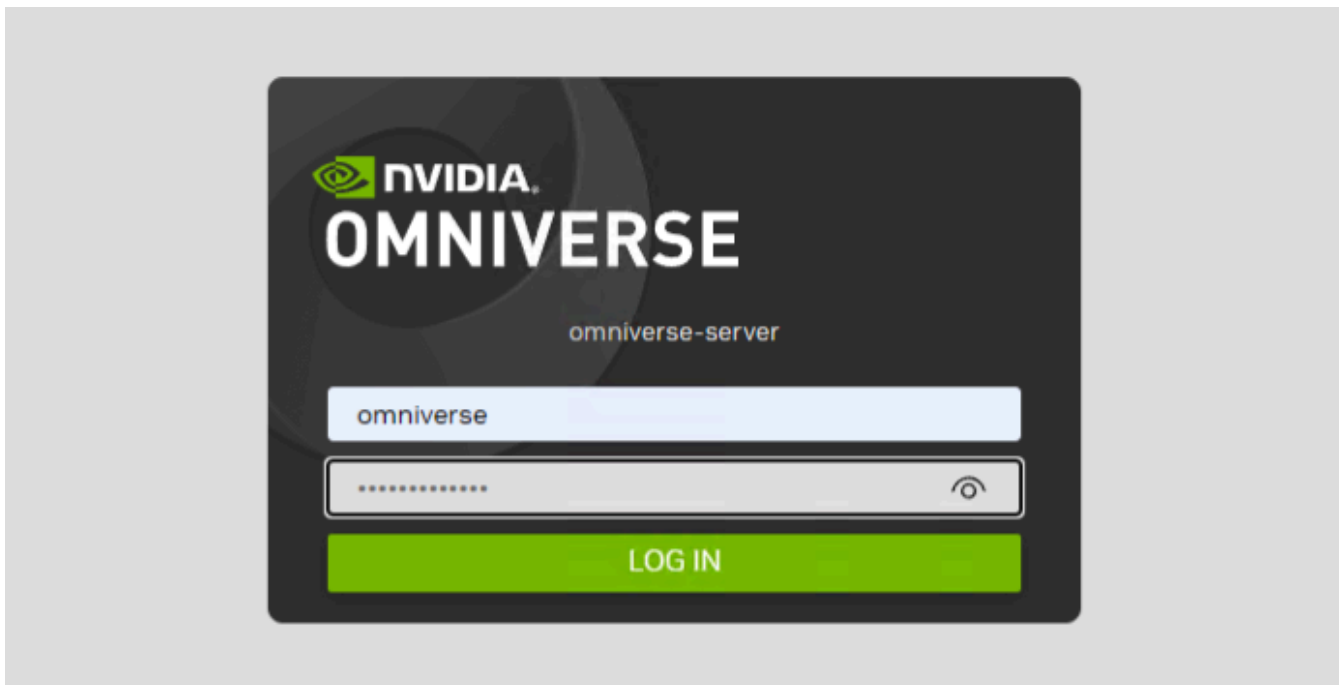 NVIDIA.
OMNIVERSE
omniverse-server
omniverse
•••••••••••••
LOG IN